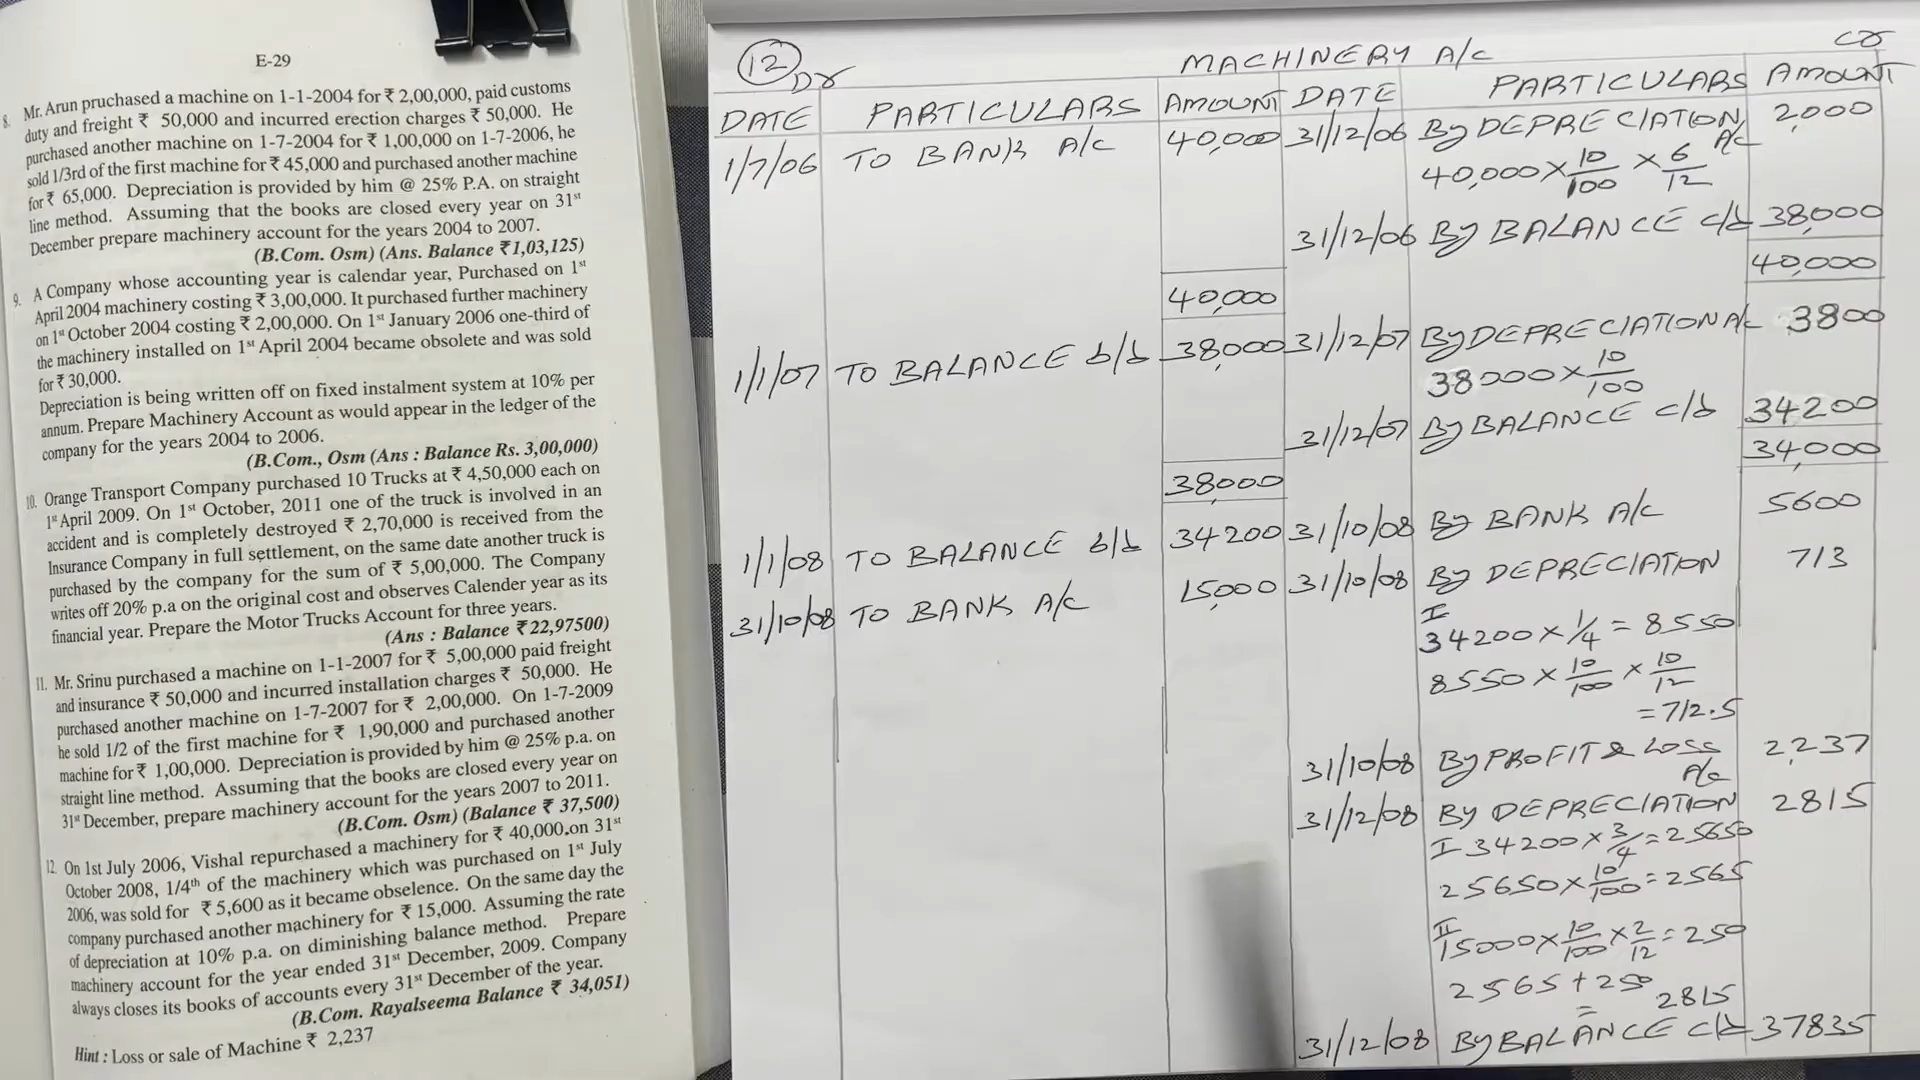 E-29
8. Mr. Arun pruchased a machine on 1-1-2004 for ₹ 2,00,000, paid customs
duty and freight ₹ 50,000 and incurred erection charges ₹ 50,000. He
purchased another machine on 1-7-2004 for ₹ 1,00,000 on 1-7-2006, he
sold 1/3rd of the first machine for ₹ 45,000 and purchased another machine
for ₹ 65,000. Depreciation is provided by him @ 25% P.A. on straight
line method. Assuming that the books are closed every year on 31st
December prepare machinery account for the years 2004 to 2007.
(B.Com. Osm) (Ans. Balance ₹1,03,125)
9. A Company whose accounting year is calendar year, Purchased on 1st
April 2004 machinery costing ₹ 3,00,000. It purchased further machinery
on 1st October 2004 costing ₹ 2,00,000. On 1st January 2006 one-third of
the machinery installed on 1st April 2004 became obsolete and was sold
for ₹ 30,000.
Depreciation is being written off on fixed instalment system at 10% per
annum. Prepare Machinery Account as would appear in the ledger of the
company for the years 2004 to 2006.
(B.Com., Osm (Ans : Balance Rs. 3,00,000)
10. Orange Transport Company purchased 10 Trucks at ₹ 4,50,000 each on
1st April 2009. On 1st October, 2011 one of the truck is involved in an
accident and is completely destroyed ₹ 2,70,000 is received from the
Insurance Company in full settlement, on the same date another truck is
purchased by the company for the sum of ₹ 5,00,000. The Company
writes off 20% p.a on the original cost and observes Calender year as its
financial year. Prepare the Motor Trucks Account for three years.
(Ans : Balance ₹22,97500)
11. Mr. Srinu purchased a machine on 1-1-2007 for ₹ 5,00,000 paid freight
and insurance ₹ 50,000 and incurred installation charges ₹ 50,000. He
purchased another machine on 1-7-2007 for ₹ 2,00,000. On 1-7-2009
he sold 1/2 of the first machine for ₹ 1,90,000 and purchased another
machine for ₹ 1,00,000. Depreciation is provided by him @ 25% p.a. on
straight line method. Assuming that the books are closed every year on
31st December, prepare machinery account for the years 2007 to 2011.
(B.Com. Osm) (Balance ₹ 37,500)
12. On 1st July 2006, Vishal repurchased a machinery for ₹ 40,000.on 31st
October 2008, 1/4th of the machinery which was purchased on 1st July
2006, was sold for ₹ 5,600 as it became obselence. On the same day the
company purchased another machinery for ₹ 15,000. Assuming the rate
of depreciation at 10% p.a. on diminishing balance method. Prepare
machinery account for the year ended 31st December, 2009. Company
always closes its books of accounts every 31st December of the year.
(B.Com. Rayalseema Balance ₹ 34,051)
Hint : Loss or sale of Machine ₹ 2,237
12 Dr MACHINERY A/c Cr
DATE PARTICULARS AMOUNT DATE PARTICULARS AMOUNT
1/7/06 TO BANK A/c 40,000 31/12/06 By DEPRECIATION A/c 2,000
40,000 × 10/100 × 6/12
31/12/06 By BALANCE c/d 38,000
40,000 40,000
1/1/07 TO BALANCE b/d 38,000 31/12/07 By DEPRECIATION A/c 3800
38000 × 10/100
31/12/07 By BALANCE c/d 34200
38000 34,000
1/1/08 TO BALANCE b/d 34200 31/10/08 By BANK A/c 5600
31/10/08 TO BANK A/c 15,000 31/10/08 By DEPRECIATION 713
I
34200 × 1/4 = 8550
8550 × 10/100 × 10/12
= 712.5
31/10/08 By PROFIT & LOSS A/c 2,237
31/12/08 By DEPRECIATION 2815
I 34200 × 3/4 = 25650
25650 × 10/100 = 2565
II
15000 × 10/100 × 2/12 = 250
2565 + 250
= 2815
31/12/08 By BALANCE c/d 37835